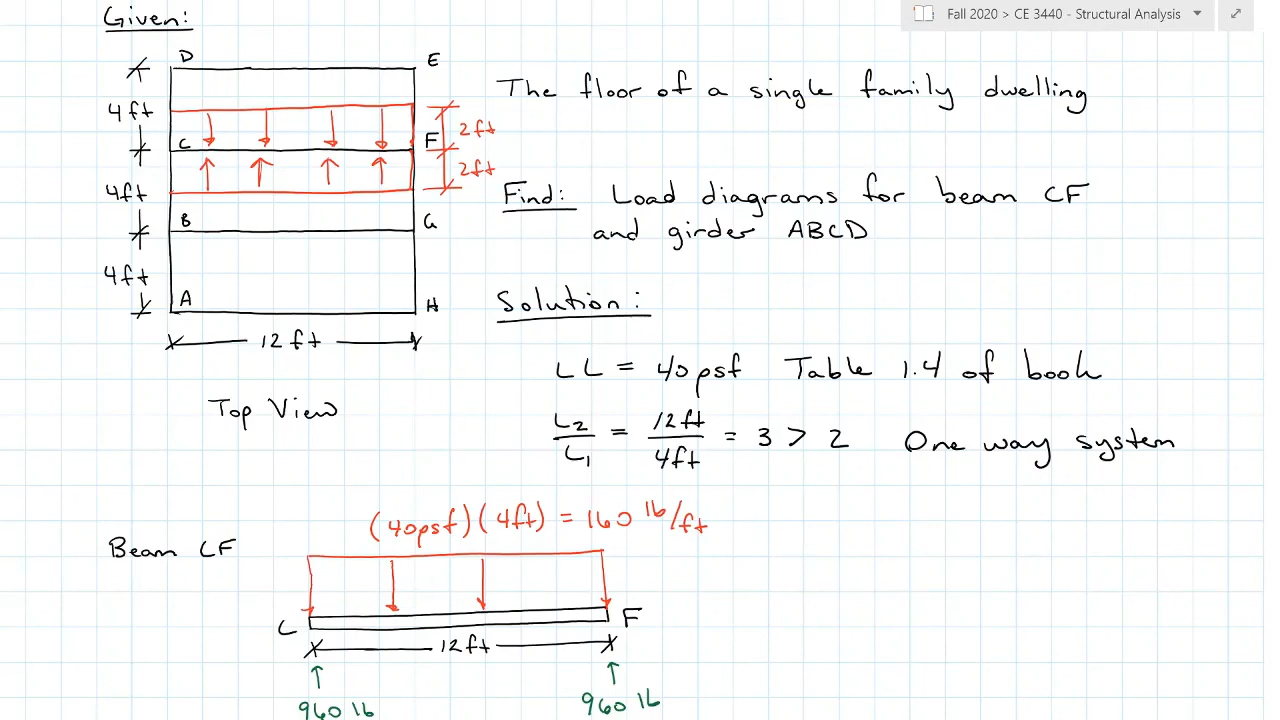 Given:
Fall 2020 > CE 3440 - Structural Analysis
D
E
4ft
C
F
2ft
2ft
4ft
B
G
4ft
A
H
12 ft
Top View
The floor of a single family dwelling
Find: Load diagrams for beam CF
and girder ABCD
Solution:
LL = 40psf Table 1.4 of book
L2/L1 = 12ft/4ft = 3 > 2 One way system
Beam CF
(40psf)(4ft) = 160 lb/ft
C
F
12ft
960 lb
960 lb